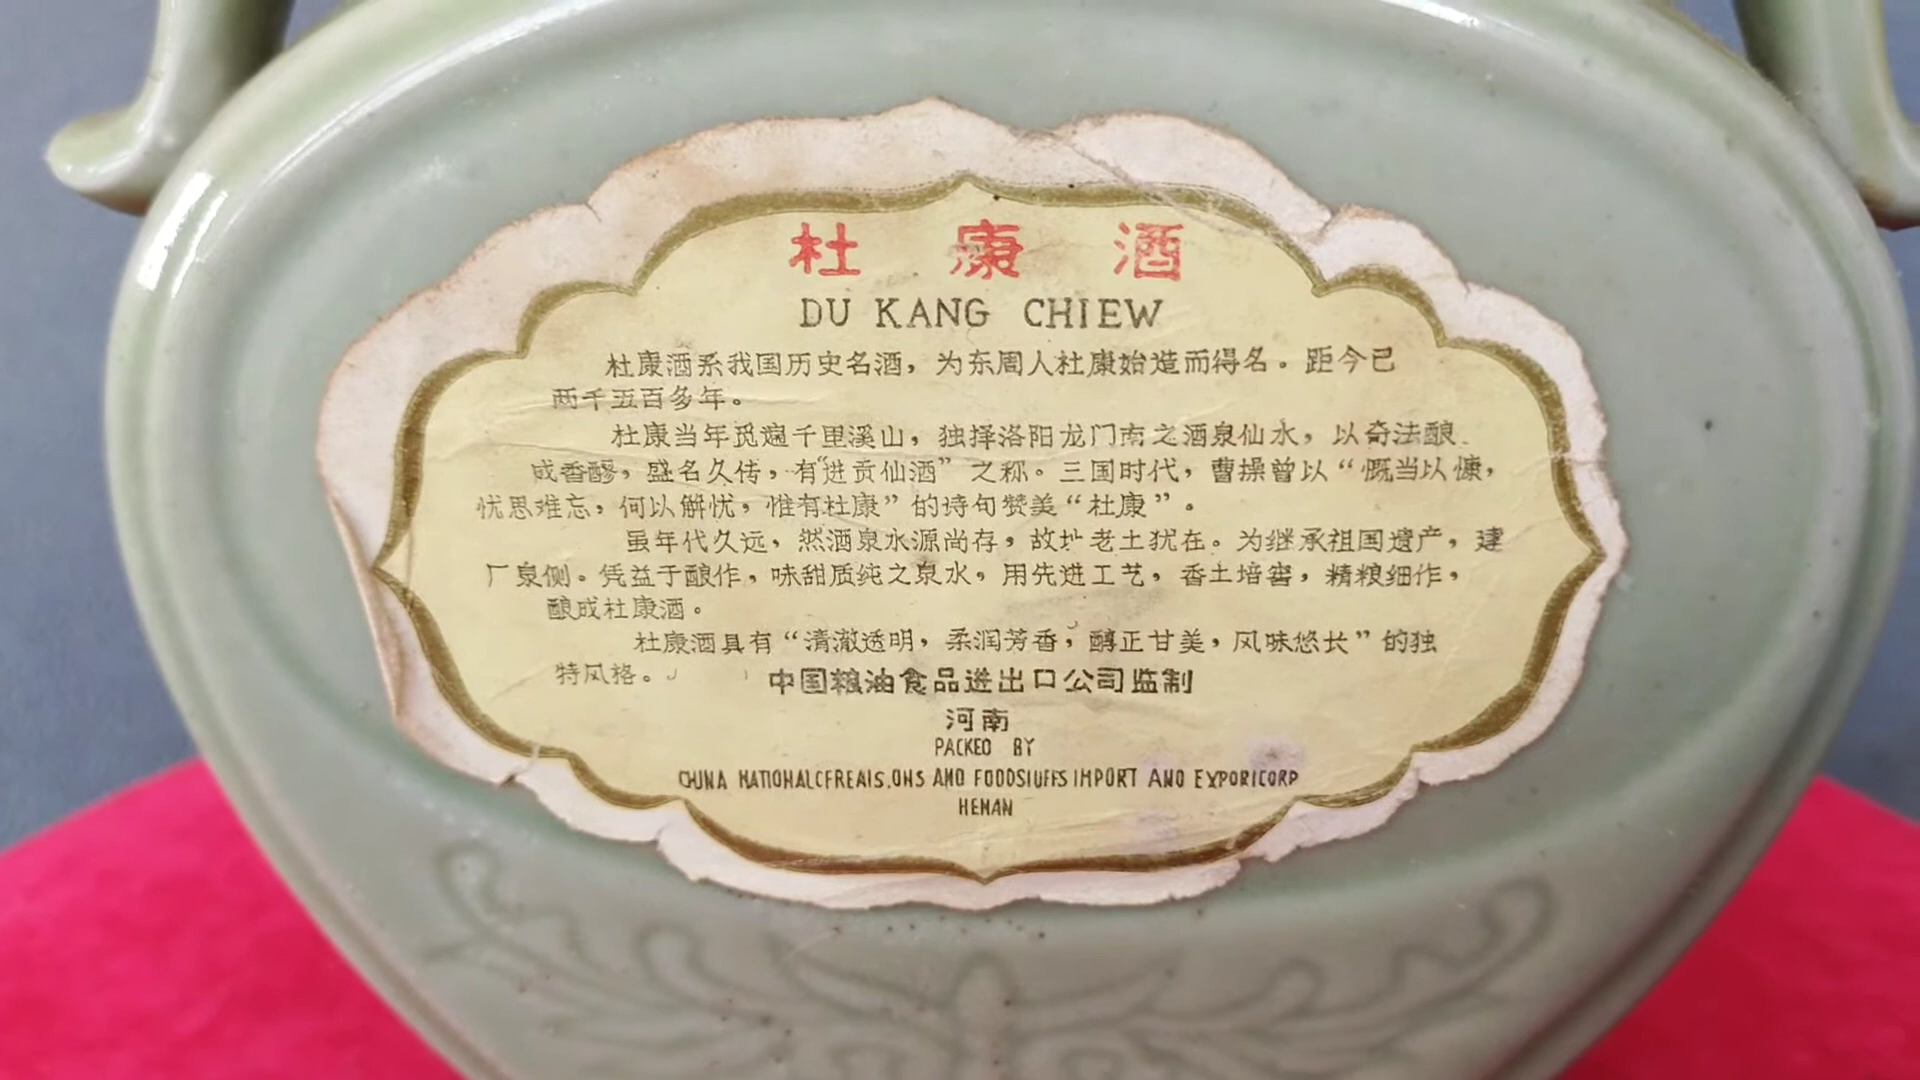 杜康酒
DU KANG CHIEW
杜康酒系我国历史名酒，为东周人杜康始造而得名。距今已
两千五百多年。
杜康当年觅遍千里溪山，独择洛阳龙门南之酒泉仙水，以奇法酿
成香醪，盛名久传，有“进贡仙酒”之称。三国时代，曹操曾以“慨当以慷，
忧思难忘，何以解忧，惟有杜康”的诗句赞美“杜康”。
虽年代久远，然酒泉水源尚存，故址老土犹在。为继承祖国遗产，建
厂泉侧。凭益于酿作，味甜质纯之泉水，用先进工艺，香土培窖，精粮细作，
酿成杜康酒。
杜康酒具有“清澈透明，柔润芳香，醇正甘美，风味悠长”的独
特风格。
中国粮油食品进出口公司监制
河南
PACKED BY
CHINA NATIONALCFREAIS.OHS AND FOODSIUFFS IMPORT AND EXPORICORP
HENAN